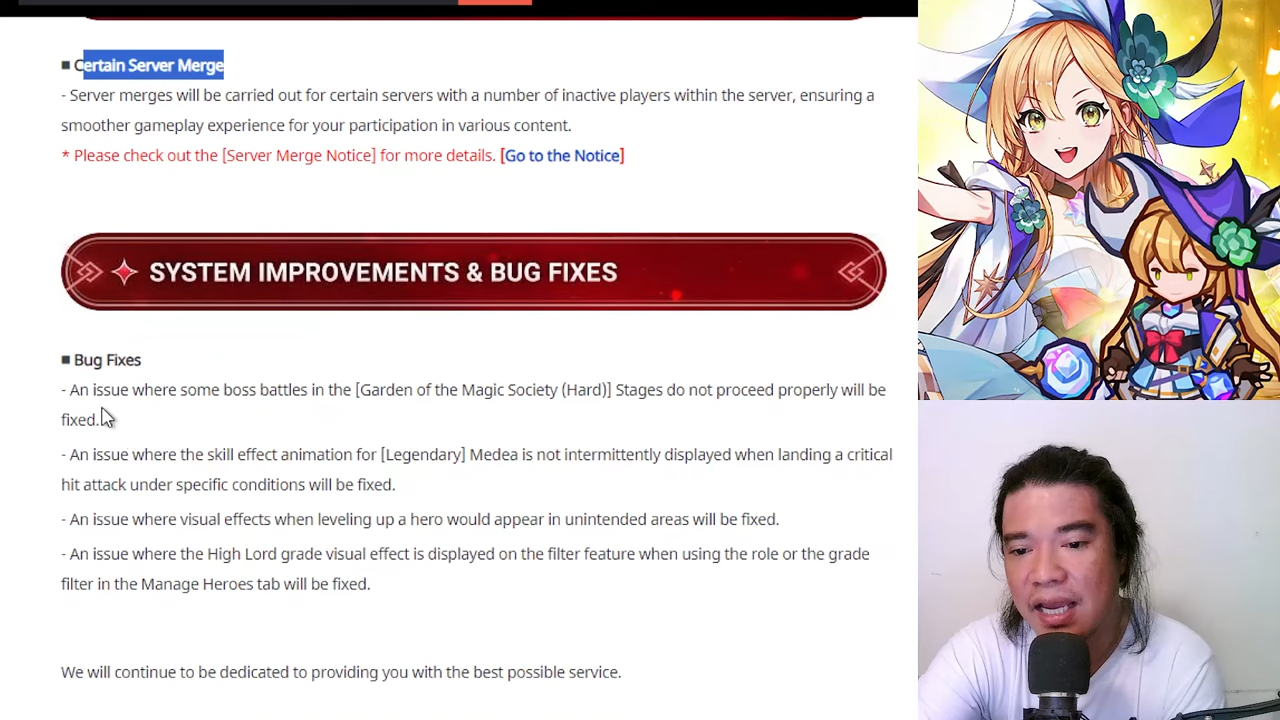 ■ Certain Server Merge
- Server merges will be carried out for certain servers with a number of inactive players within the server, ensuring a
smoother gameplay experience for your participation in various content.
* Please check out the [Server Merge Notice] for more details. [Go to the Notice]
SYSTEM IMPROVEMENTS & BUG FIXES
■ Bug Fixes
- An issue where some boss battles in the [Garden of the Magic Society (Hard)] Stages do not proceed properly will be
fixed.
- An issue where the skill effect animation for [Legendary] Medea is not intermittently displayed when landing a critical
hit attack under specific conditions will be fixed.
- An issue where visual effects when leveling up a hero would appear in unintended areas will be fixed.
- An issue where the High Lord grade visual effect is displayed on the filter feature when using the role or the grade
filter in the Manage Heroes tab will be fixed.
We will continue to be dedicated to providing you with the best possible service.